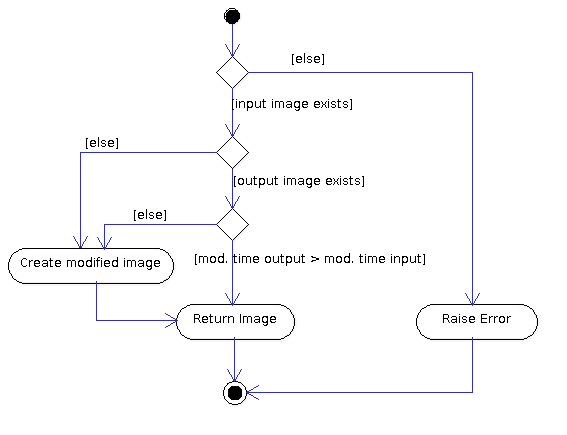 [else]
[input image exists]
[else]
[output image exists]
[else]
[mod. time output > mod. time input]
Create modified image
Return Image
Raise Error